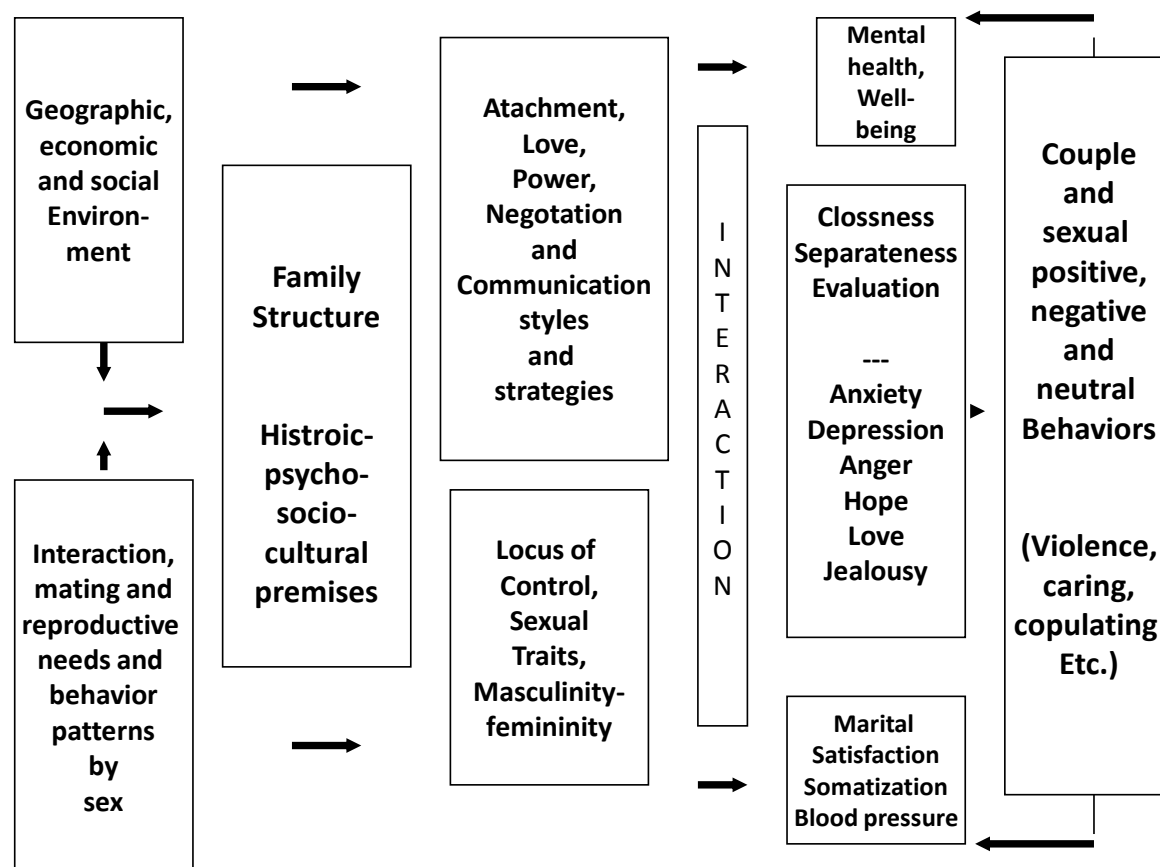 Geographic,
economic
and social
Environ-
ment
Interaction,
mating and
reproductive
needs and
behavior
patterns
by
sex
Family
Structure
Histroic-
psycho-
socio-
cultural
premises
Atachment,
Love,
Power,
Negotation
and
Communication
styles
and
strategies
Locus of
Control,
Sexual
Traits,
Masculinity-
femininity
I
N
T
E
R
A
C
T
I
O
N
Mental
health,
Well-
being
Clossness
Separateness
Evaluation
---
Anxiety
Depression
Anger
Hope
Love
Jealousy
Marital
Satisfaction
Somatization
Blood pressure
Couple
and
sexual
positive,
negative
and
neutral
Behaviors
(Violence,
caring,
copulating
Etc.)